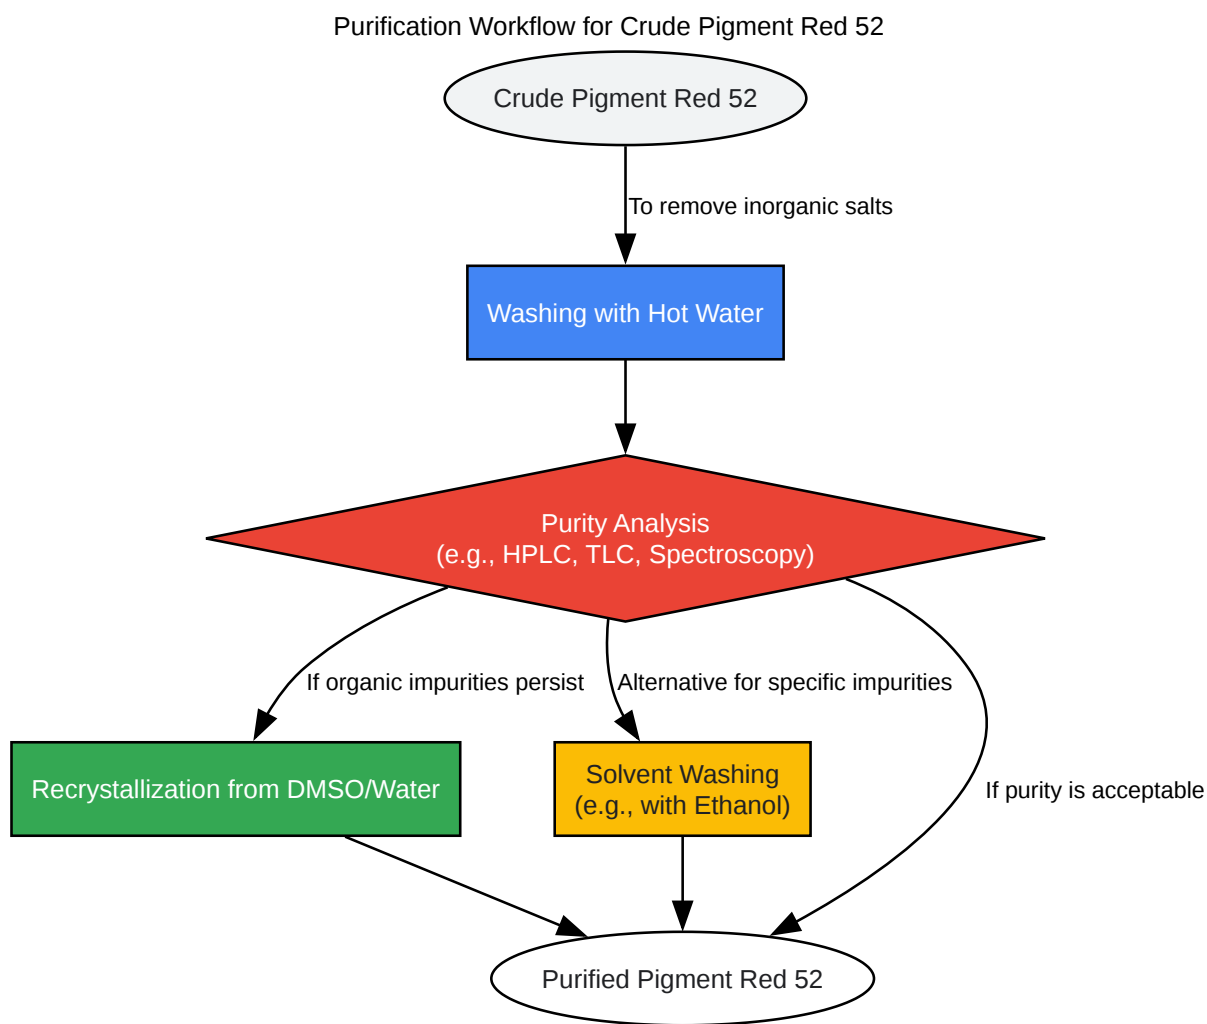 Purification Workflow for Crude Pigment Red 52
Crude Pigment Red 52
To remove inorganic salts
Washing with Hot Water
Purity Analysis
(e.g., HPLC, TLC, Spectroscopy)
If organic impurities persist
Alternative for specific impurities
Recrystallization from DMSO/Water
Solvent Washing
(e.g., with Ethanol)
If purity is acceptable
Purified Pigment Red 52